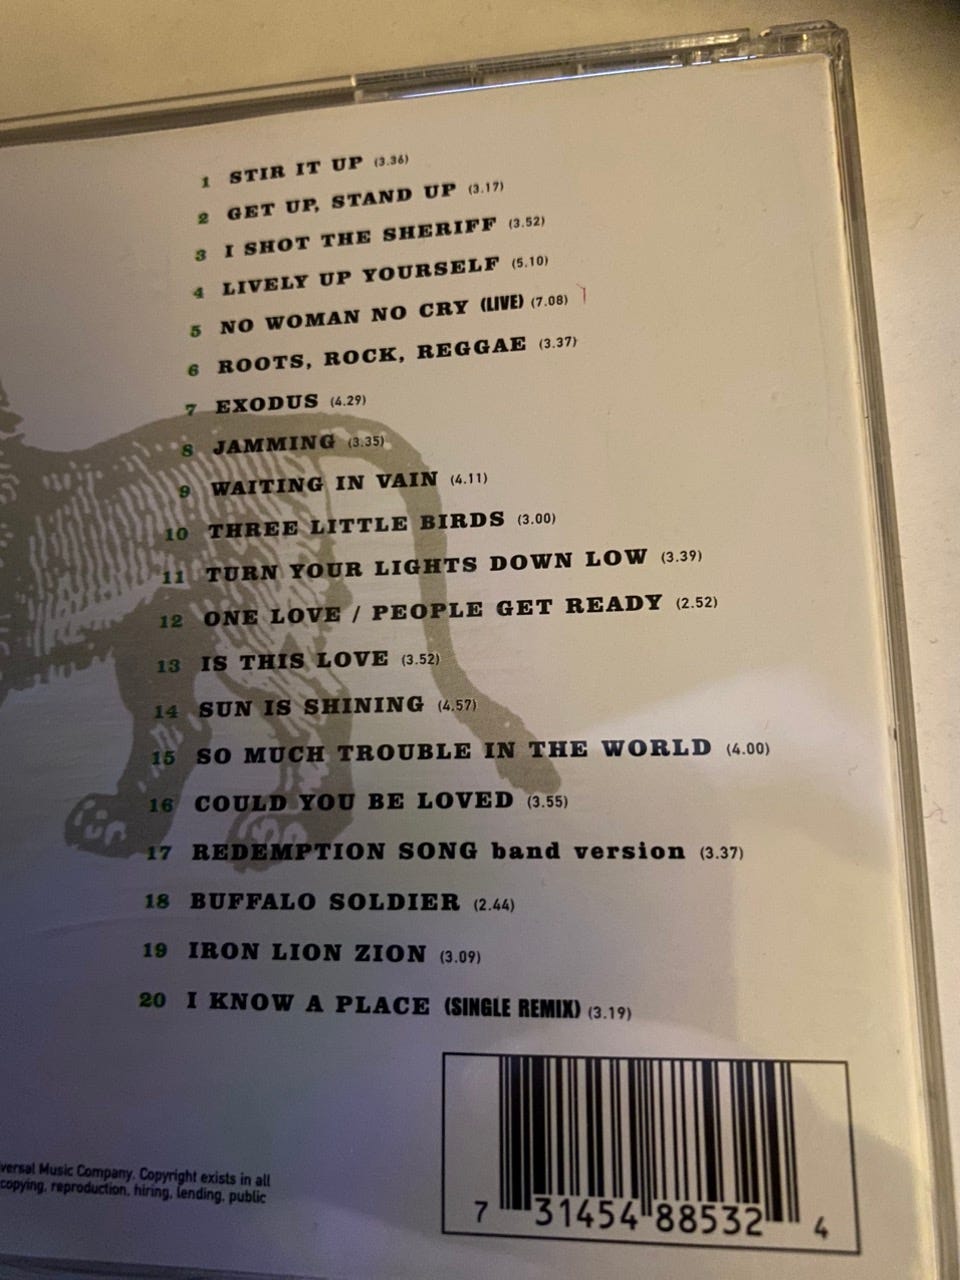 1 STIR IT UP (3.36)
2 GET UP, STAND UP (3.17)
3 I SHOT THE SHERIFF (3.52)
4 LIVELY UP YOURSELF (5.10)
5 NO WOMAN NO CRY (LIVE) (7.08)
6 ROOTS, ROCK, REGGAE (3.37)
7 EXODUS (4.29)
8 JAMMING (3.35)
9 WAITING IN VAIN (4.11)
10 THREE LITTLE BIRDS (3.00)
11 TURN YOUR LIGHTS DOWN LOW (3.39)
12 ONE LOVE / PEOPLE GET READY (2.52)
13 IS THIS LOVE (3.52)
14 SUN IS SHINING (4.57)
15 SO MUCH TROUBLE IN THE WORLD (4.00)
16 COULD YOU BE LOVED (3.55)
17 REDEMPTION SONG band version (3.37)
18 BUFFALO SOLDIER (2.44)
19 IRON LION ZION (3.09)
20 I KNOW A PLACE (SINGLE REMIX) (3.19)
versal Music Company. Copyright exists in all
copying, reproduction, hiring, lending, public
7 31454 88532 4